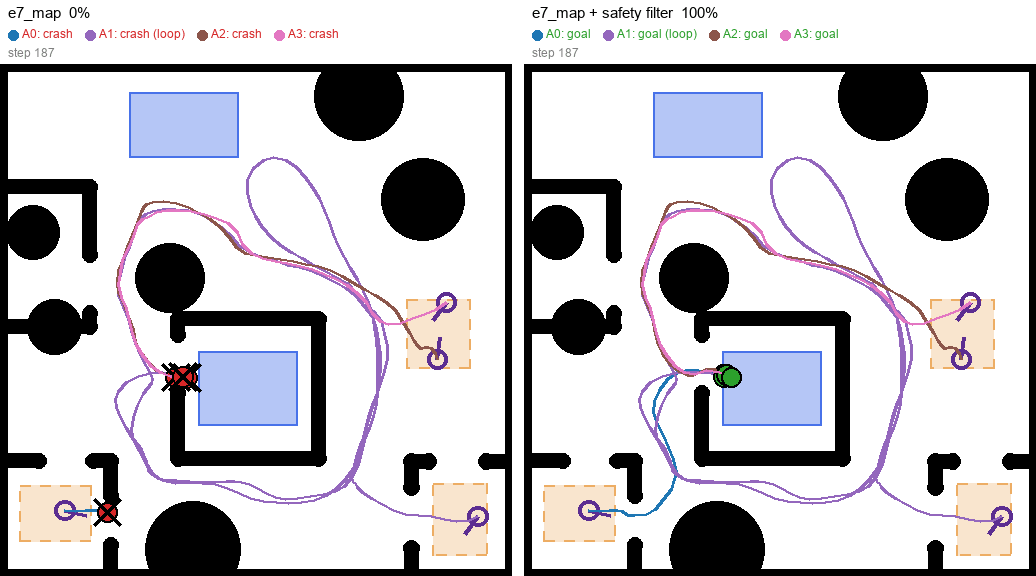 e7_map 0%
A0: crash A1: crash (loop) A2: crash A3: crash
step 187
e7_map + safety filter 100%
A0: goal A1: goal (loop) A2: goal A3: goal
step 187